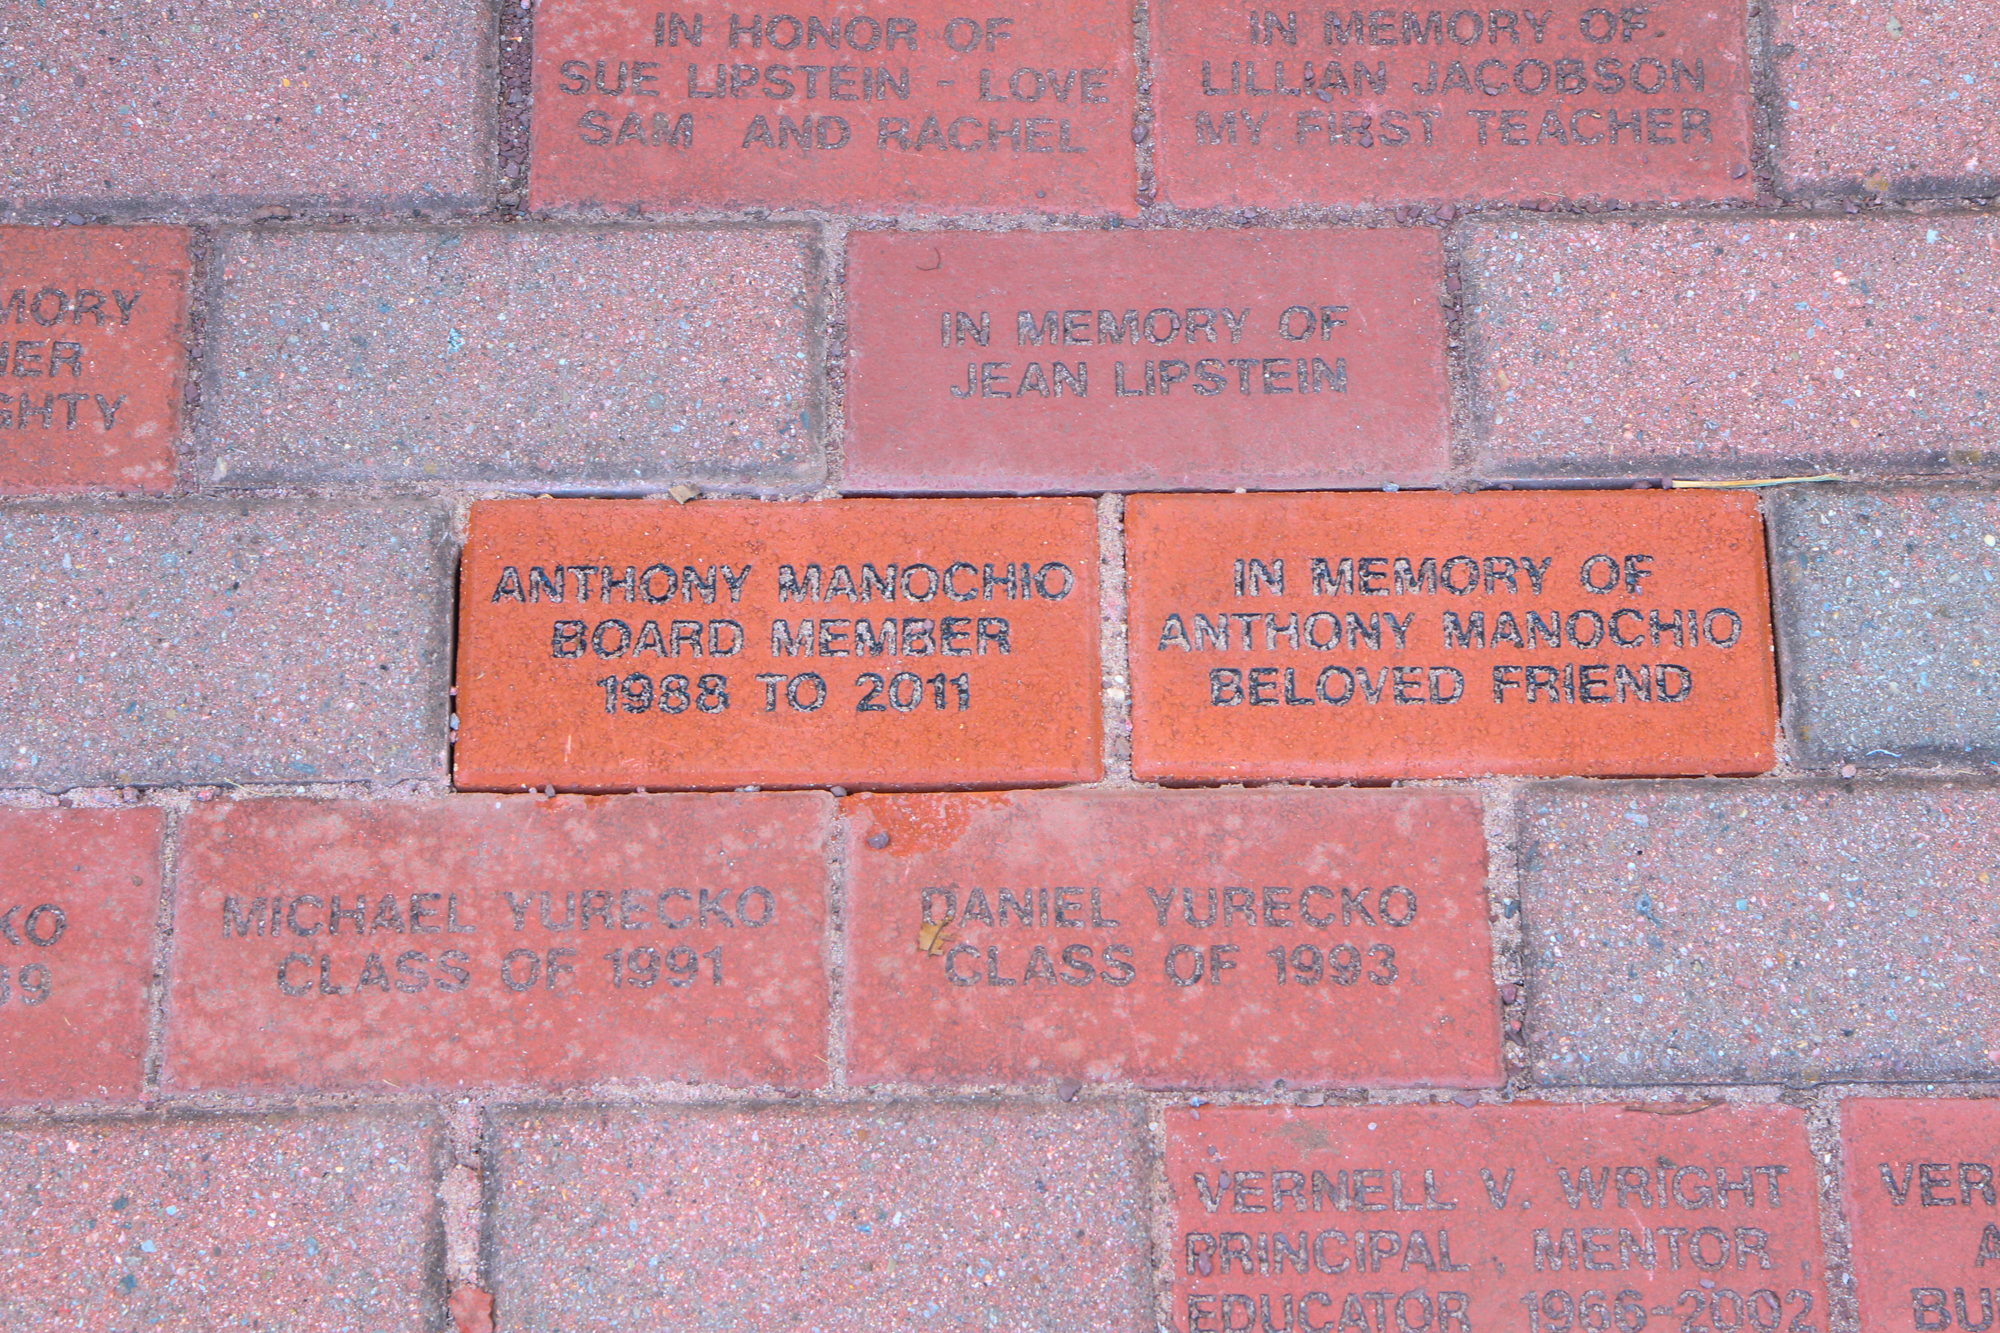 IN HONOR OF
SUE LIPSTEIN - LOVE
SAM AND RACHEL
IN MEMORY OF
LILLIAN JACOBSON
MY FIRST TEACHER
IN MEMORY OF
JEAN LIPSTEIN
ANTHONY MANOCHIO
BOARD MEMBER
1988 TO 2011
IN MEMORY OF
ANTHONY MANOCHIO
BELOVED FRIEND
MICHAEL YURECKO
CLASS OF 1991
DANIEL YURECKO
CLASS OF 1993
VERNELL V. WRIGHT
PRINCIPAL, MENTOR,
EDUCATOR 1966-2002